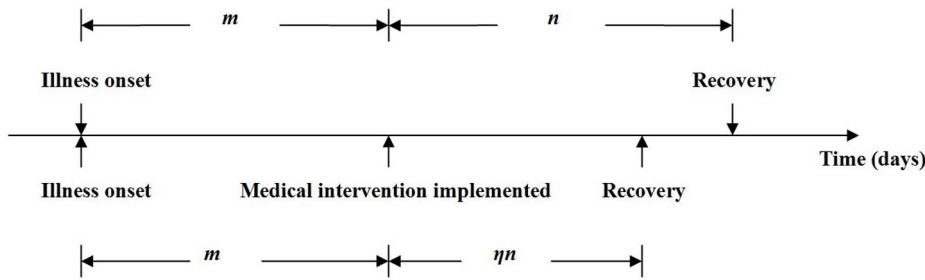 m n
Illness onset Recovery
Time (days)
Illness onset Medical intervention implemented Recovery
m ηn